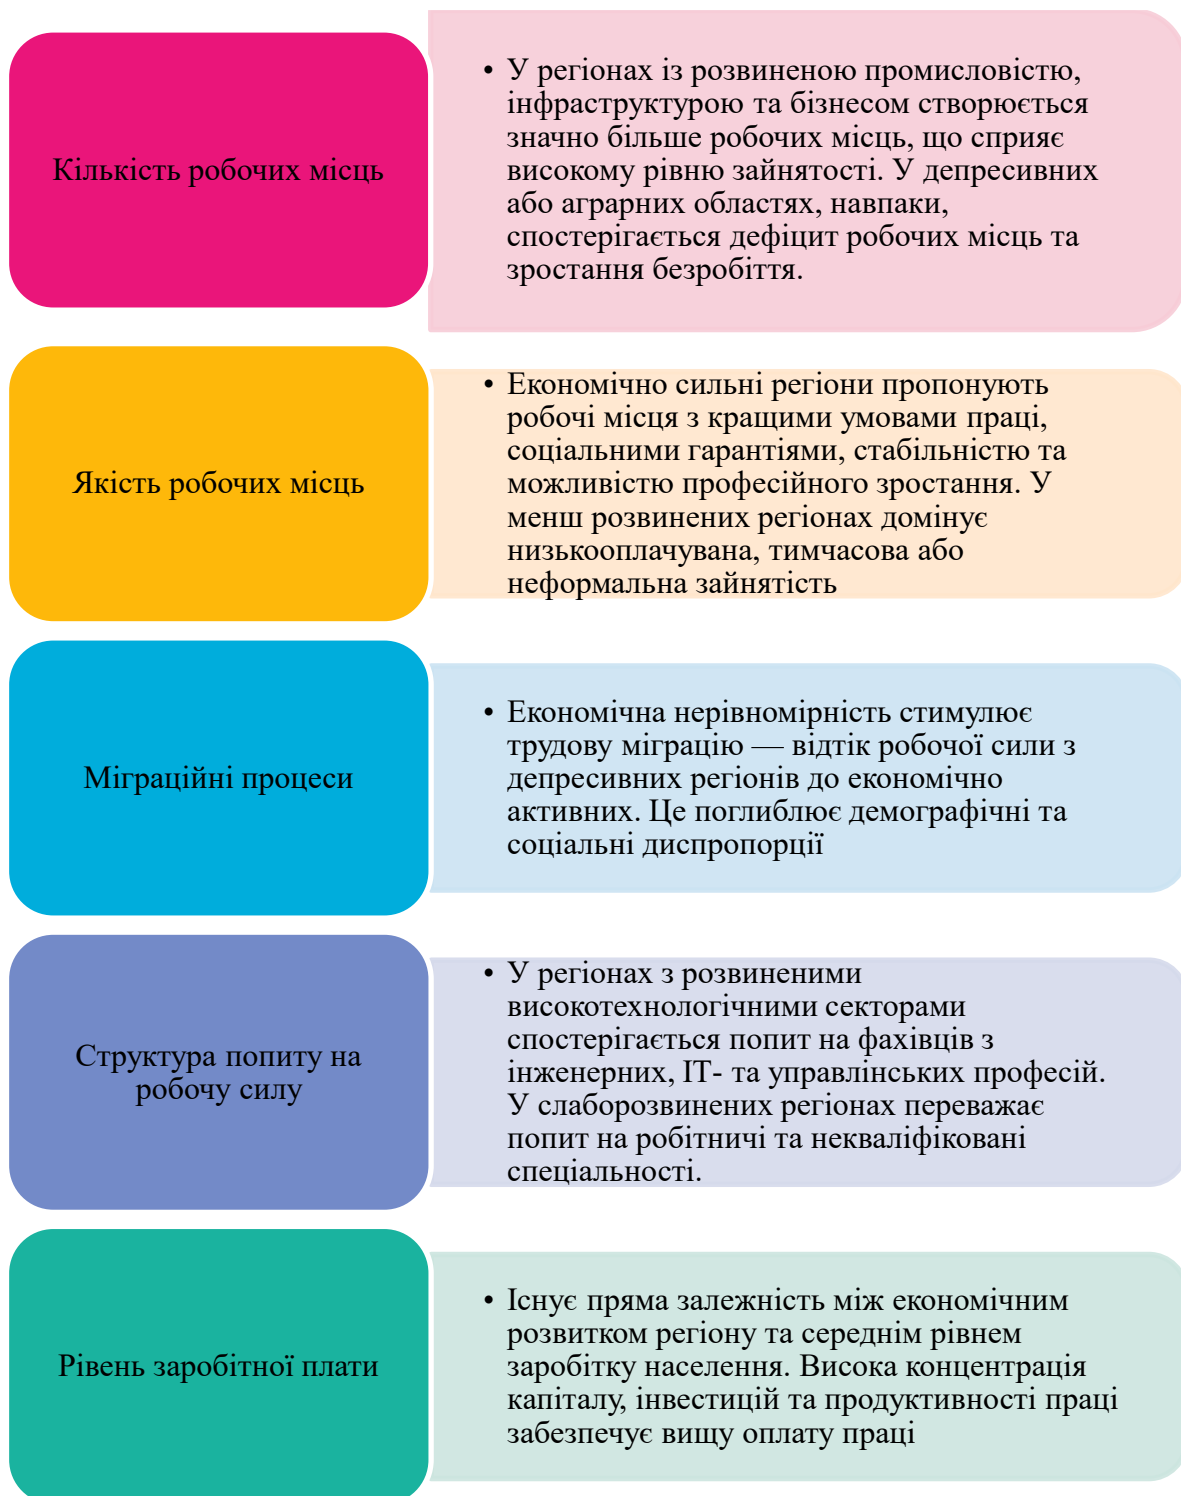 Кількість робочих місць
• У регіонах із розвиненою промисловістю,
інфраструктурою та бізнесом створюється
значно більше робочих місць, що сприяє
високому рівню зайнятості. У депресивних
або аграрних областях, навпаки,
спостерігається дефіцит робочих місць та
зростання безробіття.
Якість робочих місць
• Економічно сильні регіони пропонують
робочі місця з кращими умовами праці,
соціальними гарантіями, стабільністю та
можливістю професійного зростання. У
менш розвинених регіонах домінує
низькооплачувана, тимчасова або
неформальна зайнятість
Міграційні процеси
• Економічна нерівномірність стимулює
трудову міграцію — відтік робочої сили з
депресивних регіонів до економічно
активних. Це поглиблює демографічні та
соціальні диспропорції
Структура попиту на
робочу силу
• У регіонах з розвиненими
високотехнологічними секторами
спостерігається попит на фахівців з
інженерних, ІТ- та управлінських професій.
У слаборозвинених регіонах переважає
попит на робітничі та некваліфіковані
спеціальності.
Рівень заробітної плати
• Існує пряма залежність між економічним
розвитком регіону та середнім рівнем
заробітку населення. Висока концентрація
капіталу, інвестицій та продуктивності праці
забезпечує вищу оплату праці